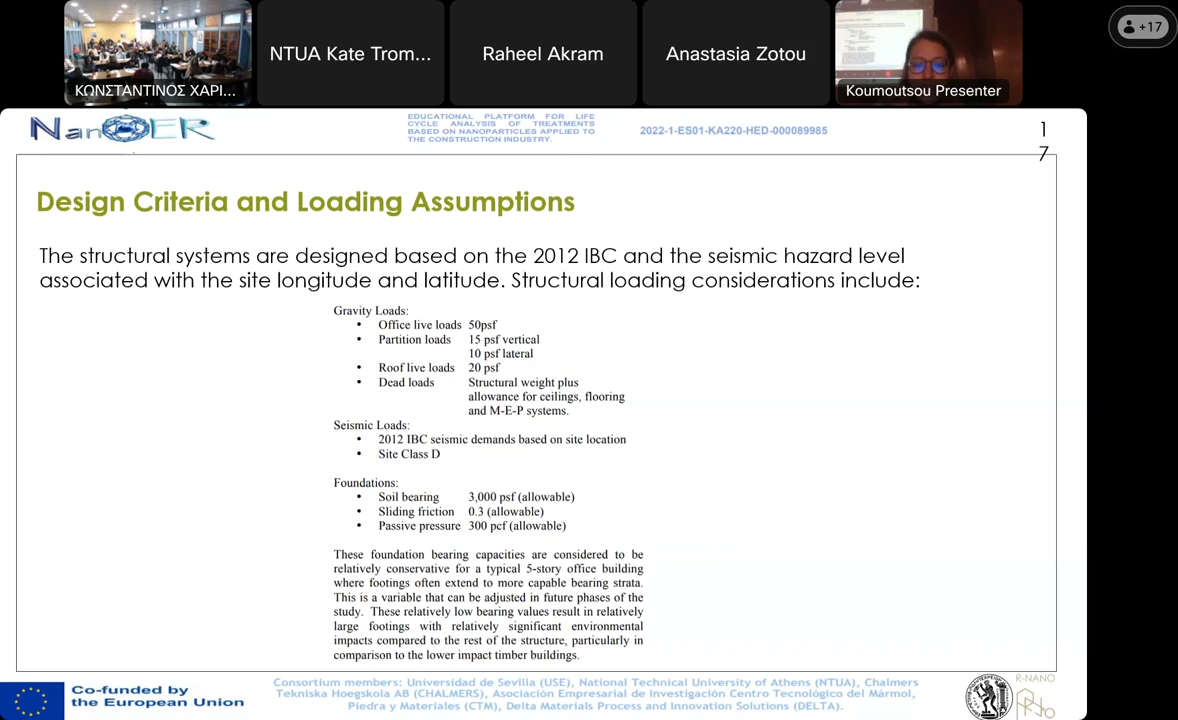 ΚΩΝΣΤΑΝΤΙΝΟΣ ΧΑΡΙ...
NTUA Kate Trom...
Raheel Akram
Anastasia Zotou
Koumoutsou Presenter
+17
NanOER
EDUCATIONAL PLATFORM FOR LIFE
CYCLE ANALYSIS OF TREATMENTS
BASED ON NANOPARTICLES APPLIED TO
THE CONSTRUCTION INDUSTRY.
2022-1-ES01-KA220-HED-000089985
1
7
Design Criteria and Loading Assumptions
The structural systems are designed based on the 2012 IBC and the seismic hazard level
associated with the site longitude and latitude. Structural loading considerations include:
Gravity Loads:
• Office live loads 50psf
• Partition loads 15 psf vertical
10 psf lateral
• Roof live loads 20 psf
• Dead loads Structural weight plus
allowance for ceilings, flooring
and M-E-P systems.
Seismic Loads:
• 2012 IBC seismic demands based on site location
• Site Class D
Foundations:
• Soil bearing 3,000 psf (allowable)
• Sliding friction 0.3 (allowable)
• Passive pressure 300 pcf (allowable)
These foundation bearing capacities are considered to be
relatively conservative for a typical 5-story office building
where footings often extend to more capable bearing strata.
This is a variable that can be adjusted in future phases of the
study. These relatively low bearing values result in relatively
large footings with relatively significant environmental
impacts compared to the rest of the structure, particularly in
comparison to the lower impact timber buildings.
Co-funded by
the European Union
Consortium members: Universidad de Sevilla (USE), National Technical University of Athens (NTUA), Chalmers
Tekniska Hoegskola AB (CHALMERS), Asociación Empresarial de Investigación Centro Tecnológico del Mármol,
Piedra y Materiales (CTM), Delta Materials Process and Innovation Solutions (DELTA).
R-NANO